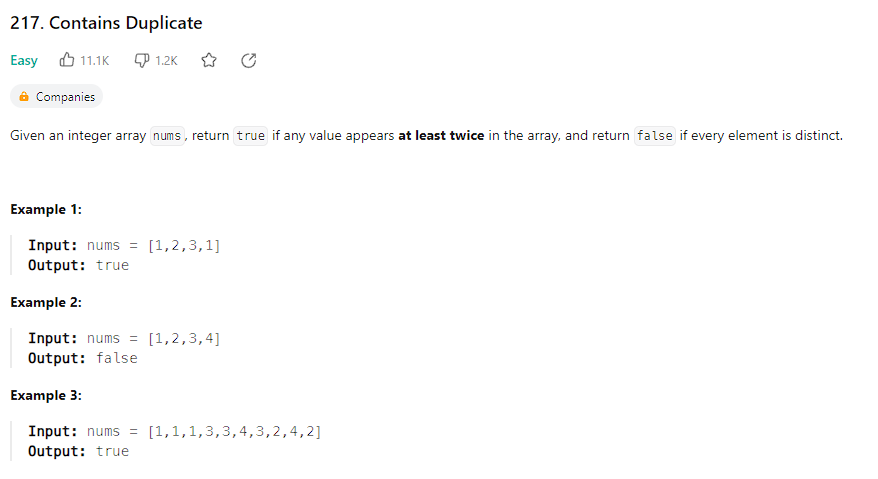 217. Contains Duplicate
Easy 11.1K 1.2K
Companies
Given an integer array nums, return true if any value appears at least twice in the array, and return false if every element is distinct.
Example 1:
Input: nums = [1,2,3,1]
Output: true
Example 2:
Input: nums = [1,2,3,4]
Output: false
Example 3:
Input: nums = [1,1,1,3,3,4,3,2,4,2]
Output: true